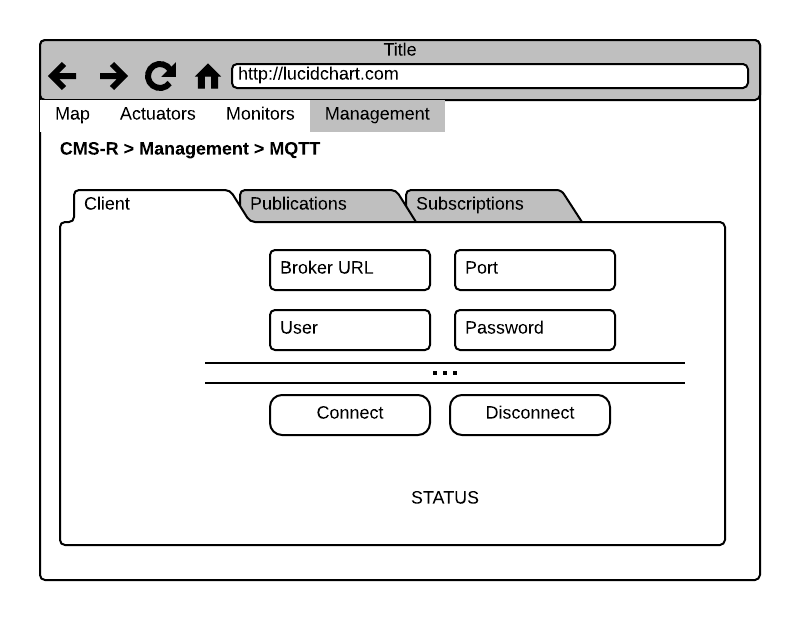 Title
http://lucidchart.com
Map Actuators Monitors Management
CMS-R > Management > MQTT
Client Publications Subscriptions
Broker URL Port
User Password
...
Connect Disconnect
STATUS